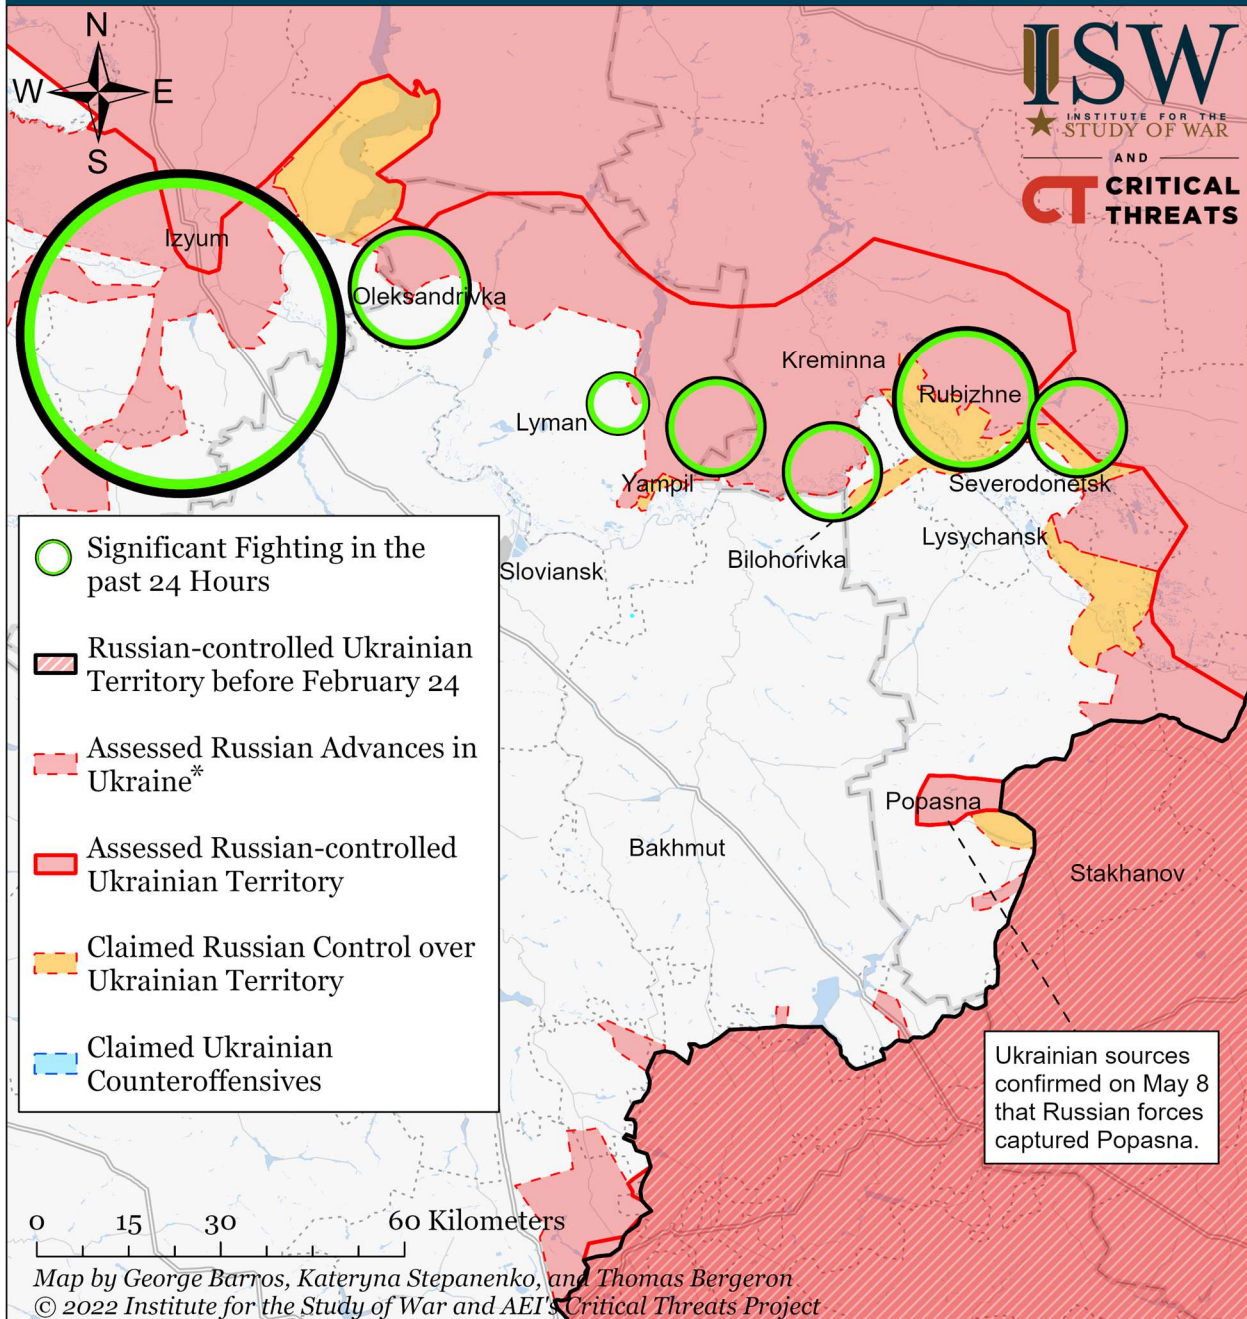 N
W
E
S
ISW
INSTITUTE FOR THE
STUDY OF WAR
AND
CT CRITICAL
THREATS
Izyum
Oleksandrivka
Kreminna
Rubizhne
Lyman
Yampil
Severodonetsk
Lysychansk
Bilohorivka
Sloviansk
Popasna
Bakhmut
Stakhanov
Significant Fighting in the
past 24 Hours
Russian-controlled Ukrainian
Territory before February 24
Assessed Russian Advances in
Ukraine*
Assessed Russian-controlled
Ukrainian Territory
Claimed Russian Control over
Ukrainian Territory
Claimed Ukrainian
Counteroffensives
Ukrainian sources
confirmed on May 8
that Russian forces
captured Popasna.
0 15 30 60 Kilometers
Map by George Barros, Kateryna Stepanenko, and Thomas Bergeron
© 2022 Institute for the Study of War and AEI's Critical Threats Project